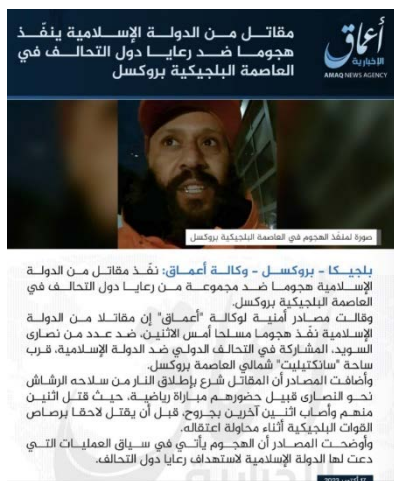 مقاتل من الدولة الإسلامية ينفّذ
هجوما ضد رعايا دول التحالف في
العاصمة البلجيكية بروكسل
أعماق
الإخبارية
AMAQ NEWS AGENCY
صورة لمنفّذ الهجوم في العاصمة البلجيكية بروكسل
بلجيكا - بروكسل - وكالة أعماق: نفّذ مقاتل من الدولة
الإسلامية هجوما ضد مجموعة من رعايا دول التحالف في
العاصمة البلجيكية بروكسل.
وقالت مصادر أمنية لوكالة "أعماق" إن مقاتلا من الدولة
الإسلامية نفّذ هجوما مسلحا أمس الاثنين، ضد عدد من نصارى
السويد، المشاركة في التحالف الدولي ضد الدولة الإسلامية، قرب
ساحة "سانكتيليت" شمالي العاصمة بروكسل.
وأضافت المصادر أن المقاتل شرع بإطلاق النار من سلاحه الرشاش
نحو النصارى قبيل حضورهم مباراة رياضية، حيث قتل اثنين
منهم وأصاب اثنين آخرين بجروح، قبل أن يقتل لاحقا برصاص
القوات البلجيكية أثناء محاولة اعتقاله.
وأوضحت المصادر أن الهجوم يأتي في سياق العمليات التي
دعت لها الدولة الإسلامية لاستهداف رعايا دول التحالف.
17 أكتوبر 2023